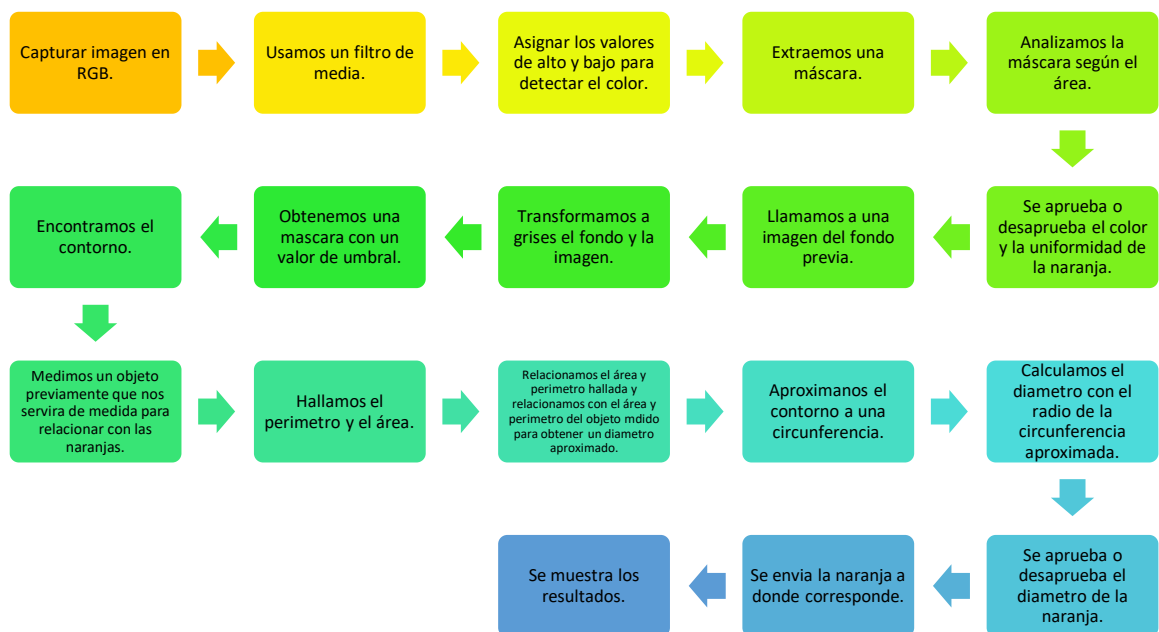 Capturar imagen en
RGB.
Usamos un filtro de
media.
Asignar los valores
de alto y bajo para
detectar el color.
Extraemos una
máscara.
Analizamos la
máscara según el
área.
Se aprueba o
desaprueba el color
y la uniformidad de
la naranja.
Llamamos a una
imagen del fondo
previa.
Transformamos a
grises el fondo y la
imagen.
Obtenemos una
mascara con un
valor de umbral.
Encontramos el
contorno.
Medimos un objeto
previamente que nos
servira de medida para
relacionar con las
naranjas.
Hallamos el
perimetro y el área.
Relacionamos el área y
perimetro hallada y
relacionamos con el área y
perimetro del objeto mdido
para obtener un diametro
aproximado.
Aproximanos el
contorno a una
circunferencia.
Calculamos el
diametro con el
radio de la
circunferencia
aproximada.
Se aprueba o
desaprueba el
diametro de la
naranja.
Se envia la naranja a
donde corresponde.
Se muestra los
resultados.